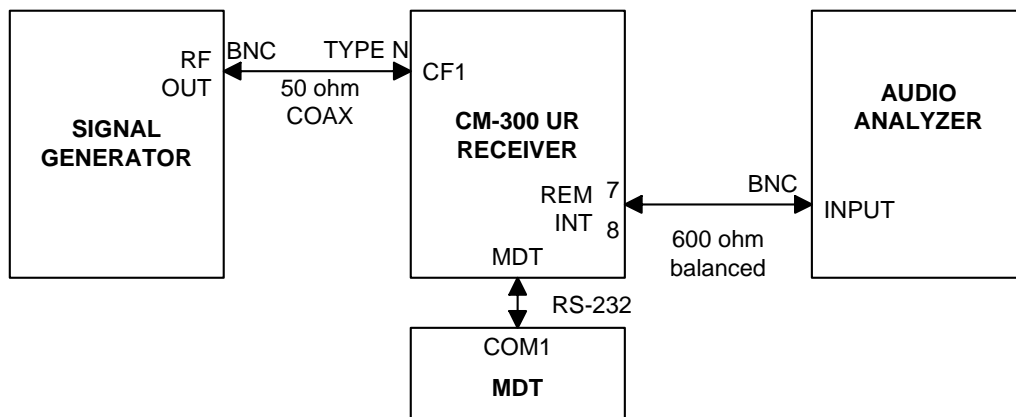 RF
OUT
BNC
TYPE N
CF1
50 ohm
COAX
SIGNAL
GENERATOR
CM-300 UR
RECEIVER
AUDIO
ANALYZER
REM
INT
7
8
BNC
INPUT
600 ohm
balanced
MDT
RS-232
COM1
MDT